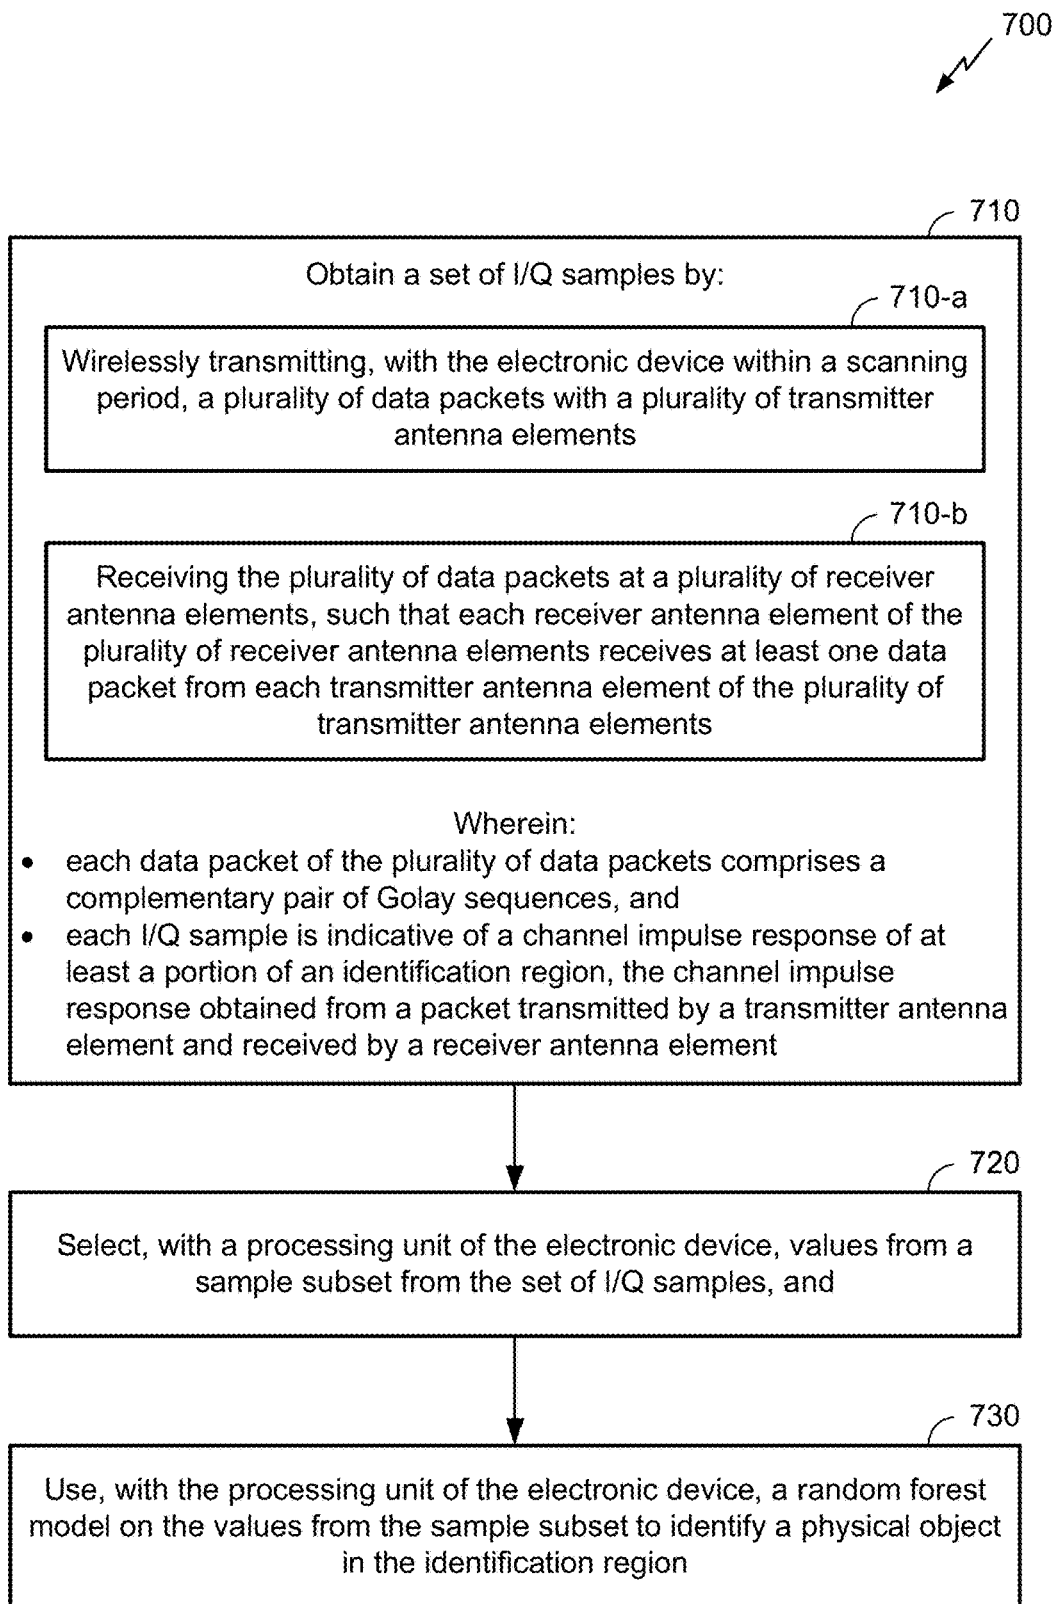 700
710
Obtain a set of I/Q samples by:
710-a
Wirelessly transmitting, with the electronic device within a scanning
period, a plurality of data packets with a plurality of transmitter
antenna elements
710-b
Receiving the plurality of data packets at a plurality of receiver
antenna elements, such that each receiver antenna element of the
plurality of receiver antenna elements receives at least one data
packet from each transmitter antenna element of the plurality of
transmitter antenna elements
Wherein:
• each data packet of the plurality of data packets comprises a
complementary pair of Golay sequences, and
• each I/Q sample is indicative of a channel impulse response of at
least a portion of an identification region, the channel impulse
response obtained from a packet transmitted by a transmitter antenna
element and received by a receiver antenna element
720
Select, with a processing unit of the electronic device, values from a
sample subset from the set of I/Q samples, and
730
Use, with the processing unit of the electronic device, a random forest
model on the values from the sample subset to identify a physical object
in the identification region